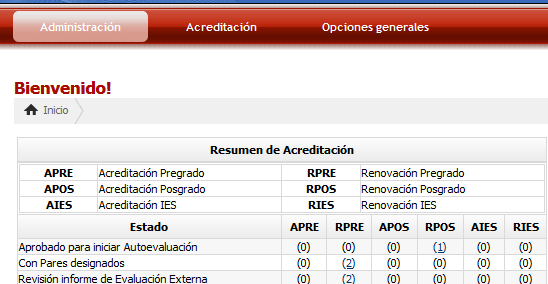 Administración Acreditación Opciones generales
Bienvenido!
Inicio
Resumen de Acreditación
APRE Acreditación Pregrado RPRE Renovación Pregrado
APOS Acreditación Posgrado RPOS Renovación Posgrado
AIES Acreditación IES RIES Renovación IES
Estado APRE RPRE APOS RPOS AIES RIES
Aprobado para iniciar Autoevaluación (0) (0) (0) (1) (0) (0)
Con Pares designados (0) (2) (0) (0) (0) (0)
Revisión informe de Evaluación Externa (0) (2) (0) (0) (0) (0)